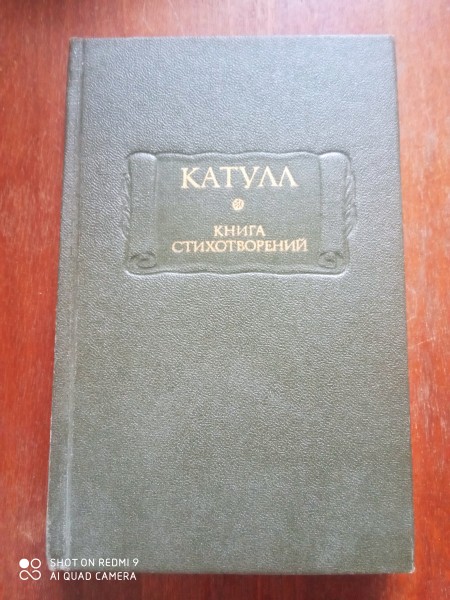 КАТУЛЛ
КНИГА
СТИХОТВОРЕНИЙ
SHOT ON REDMI 9
AI QUAD CAMERA